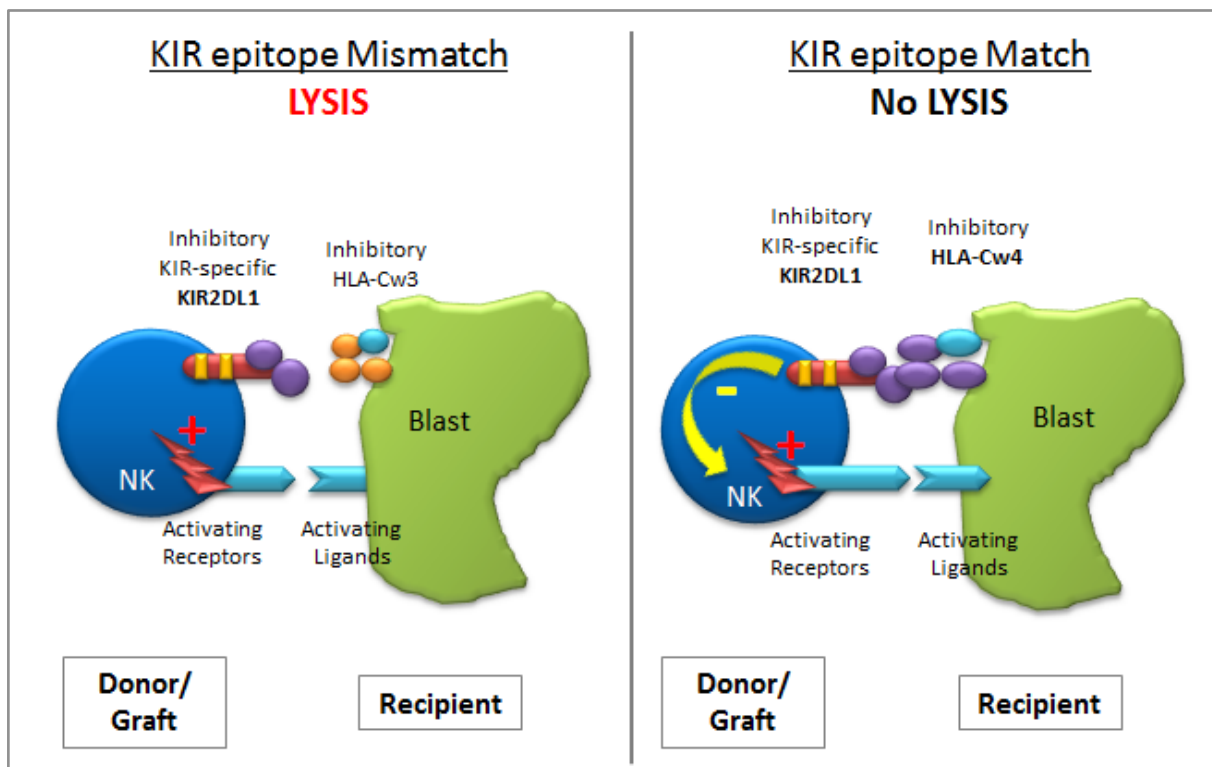 KIR epitope Mismatch
LYSIS
Inhibitory
KIR-specific
KIR2DL1
Inhibitory
HLA-Cw3
+
NK
Blast
Activating
Receptors
Activating
Ligands
Donor/
Graft
Recipient
KIR epitope Match
No LYSIS
Inhibitory
KIR-specific
KIR2DL1
Inhibitory
HLA-Cw4
-
+
NK
Blast
Activating
Receptors
Activating
Ligands
Donor/
Graft
Recipient